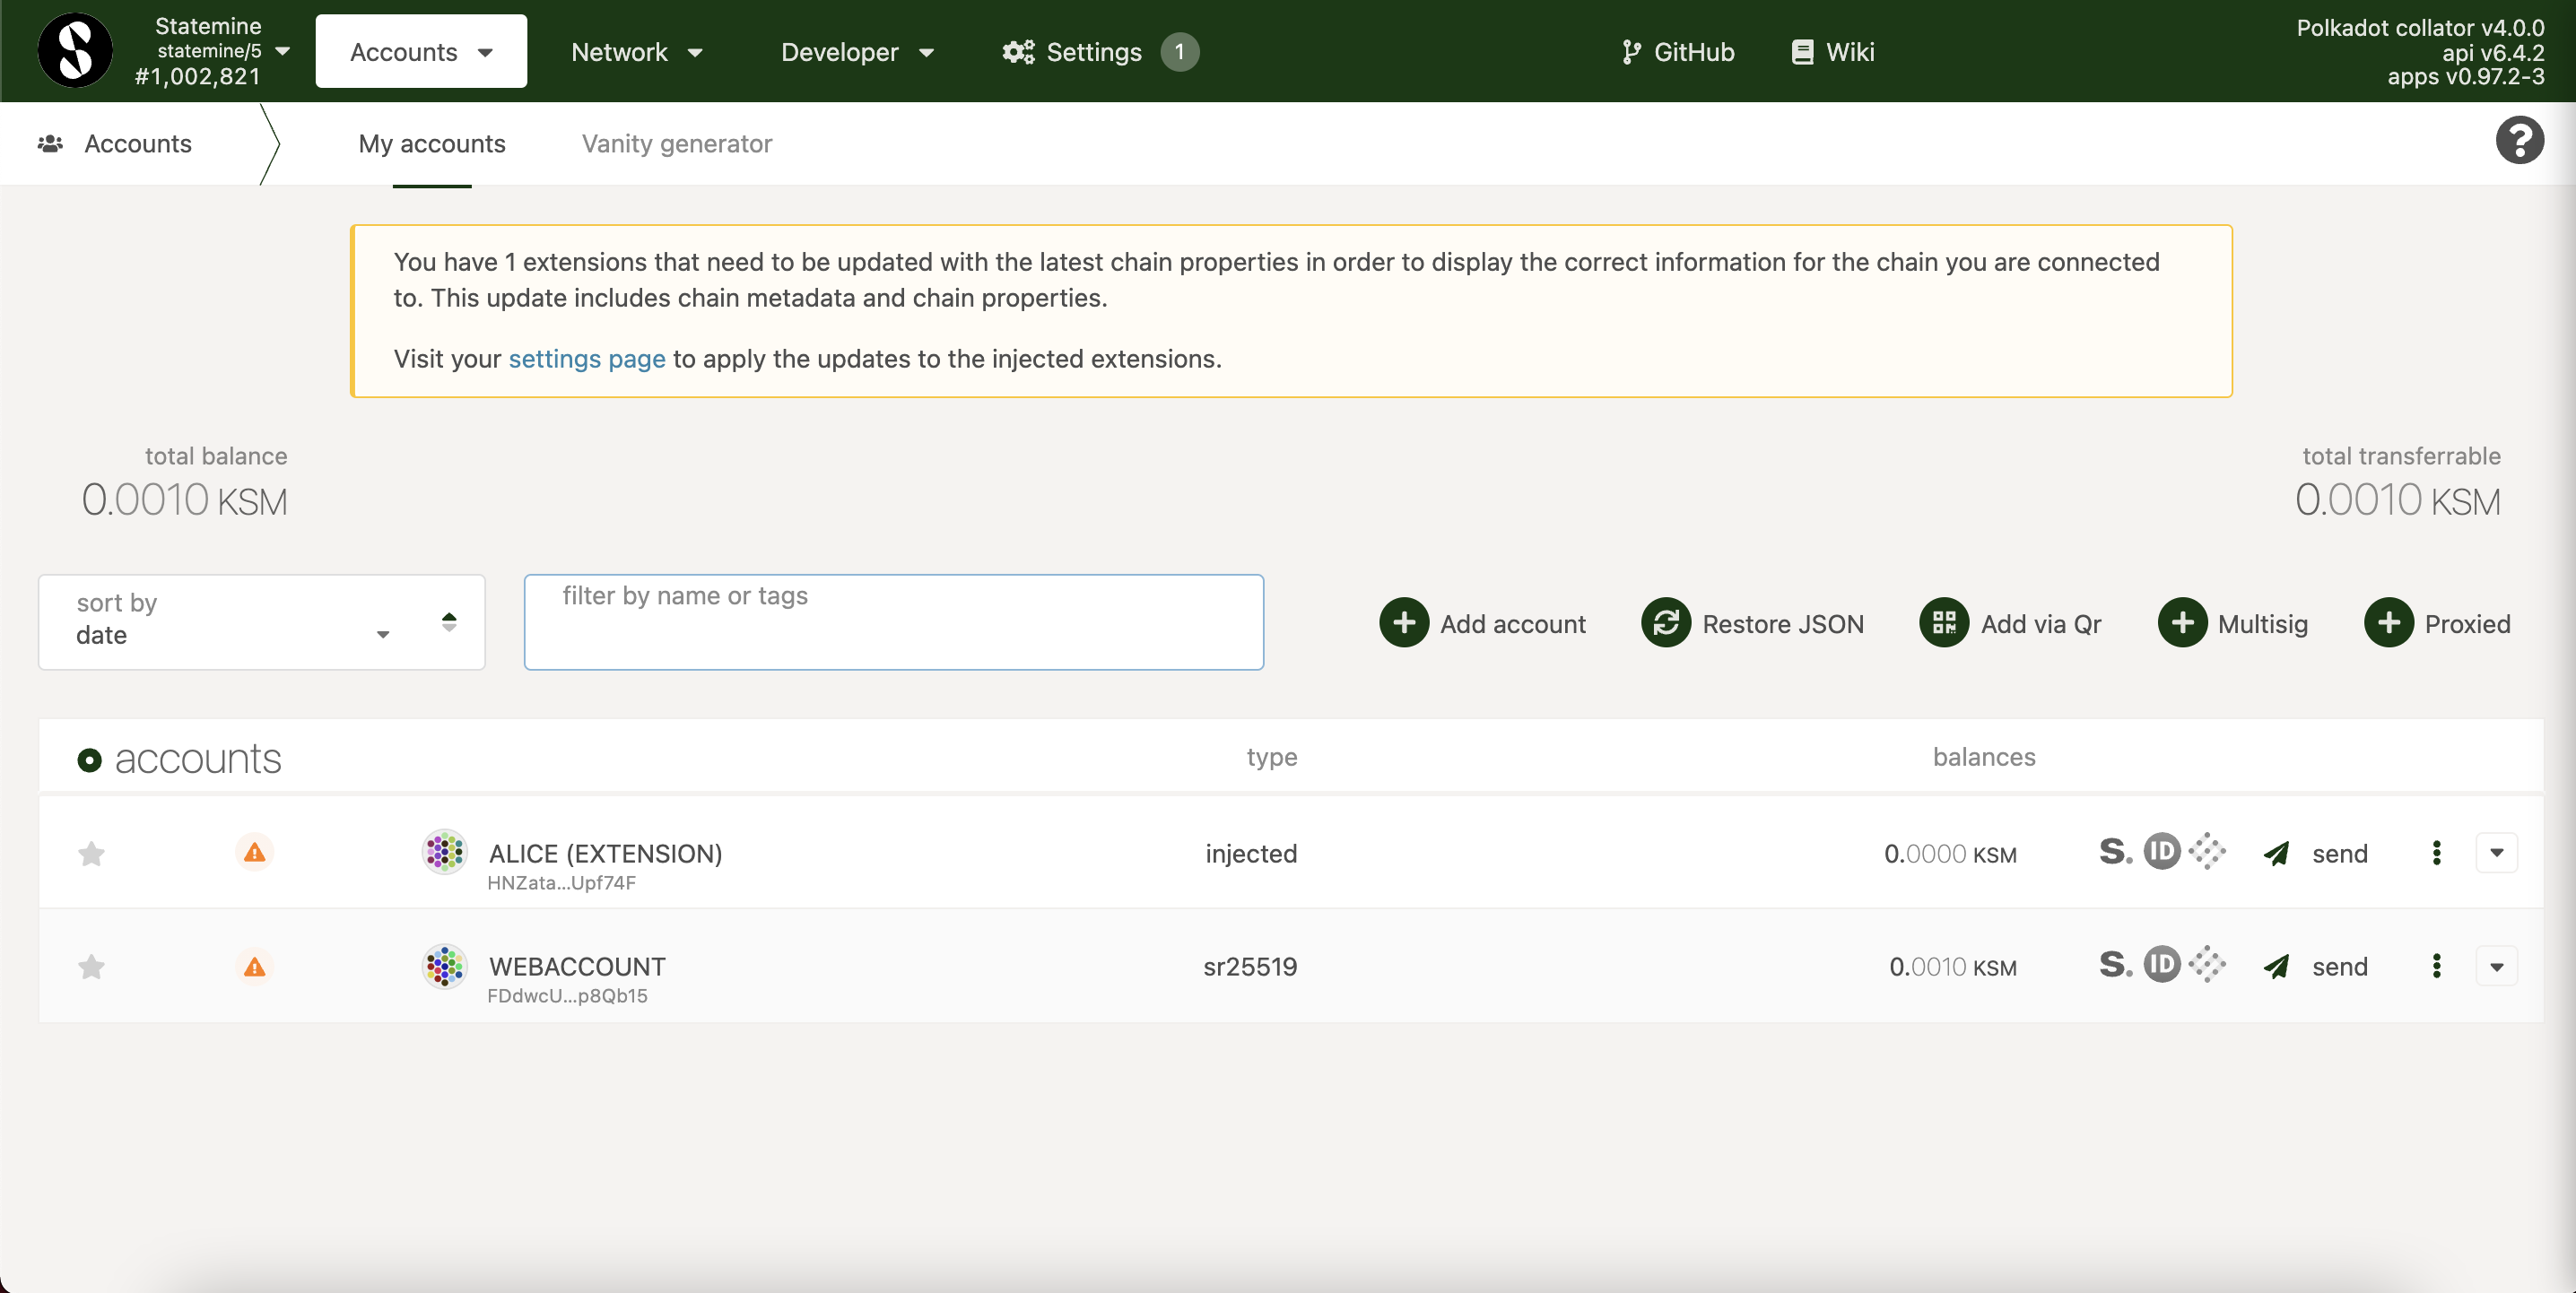 Statemine
statemine/5
#1,002,821
Accounts
Network
Developer
Settings 1
GitHub
Wiki
Polkadot collator v4.0.0
api v6.4.2
apps v0.97.2-3
Accounts
My accounts
Vanity generator
?
You have 1 extensions that need to be updated with the latest chain properties in order to display the correct information for the chain you are connected
to. This update includes chain metadata and chain properties.
Visit your settings page to apply the updates to the injected extensions.
total balance
0.0010 KSM
total transferrable
0.0010 KSM
sort by
date
filter by name or tags
Add account
Restore JSON
Add via Qr
Multisig
Proxied
accounts
type
balances
ALICE (EXTENSION)
HNZata...Upf74F
injected
0.0000 KSM
S. ID
send
WEBACCOUNT
FDdwcU...p8Qb15
sr25519
0.0010 KSM
S. ID
send